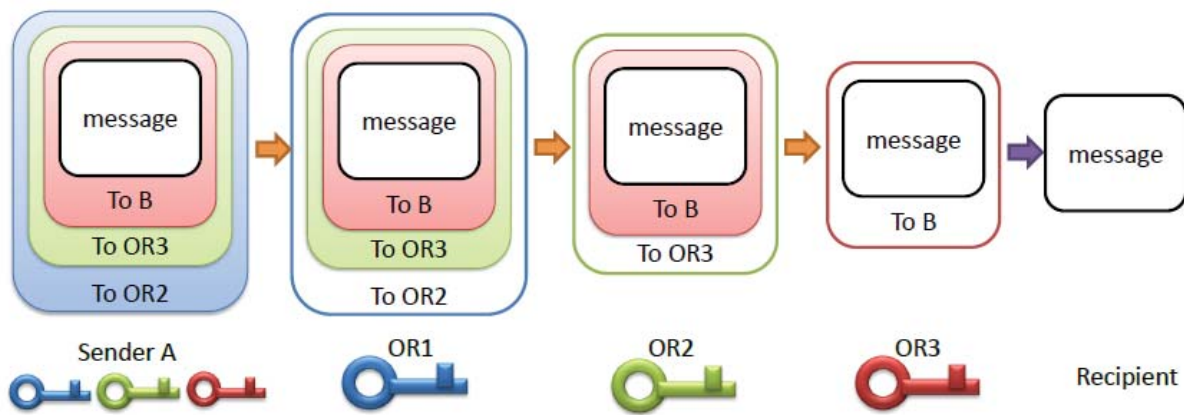 message
To B
To OR3
To OR2
message
To B
To OR3
To OR2
message
To B
To OR3
message
To B
message
Sender A
OR1
OR2
OR3
Recipient